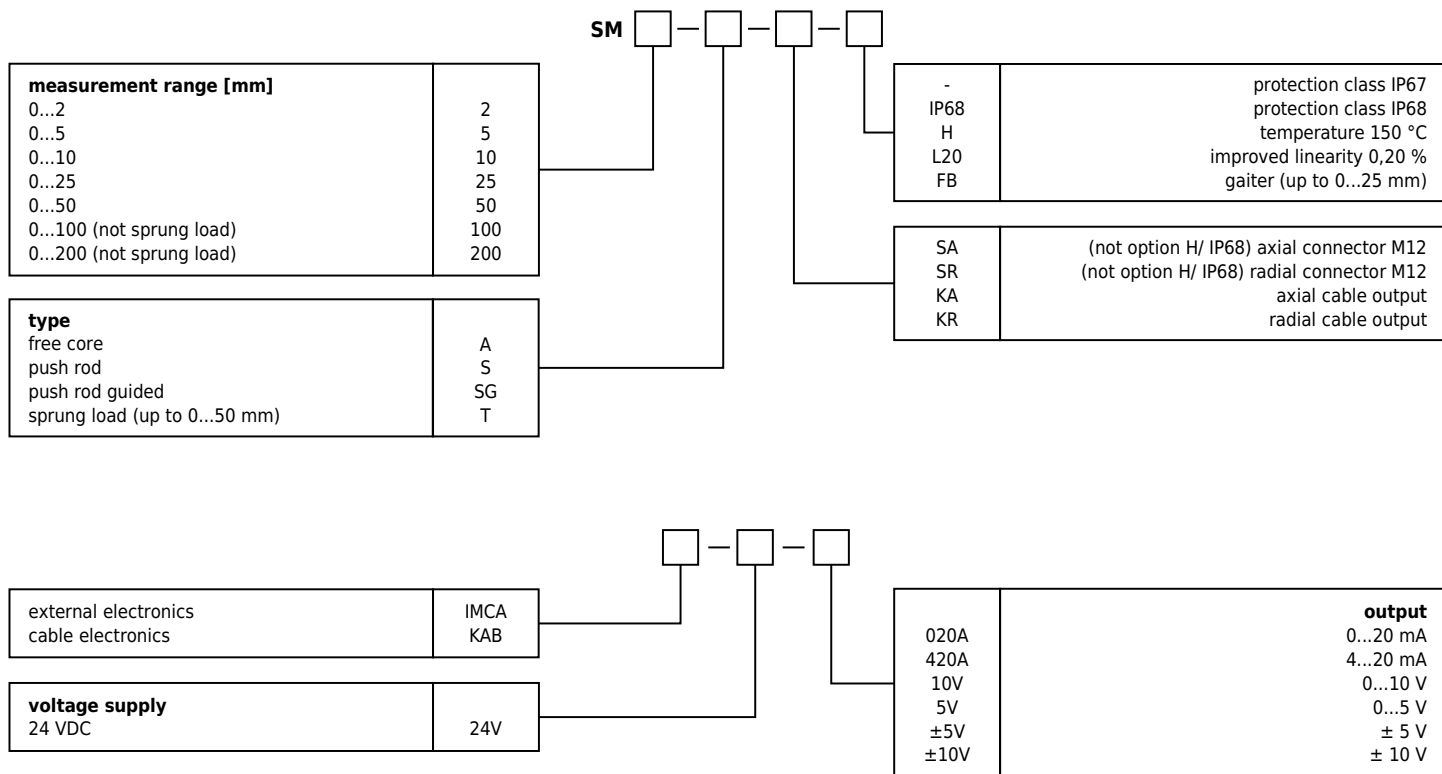 SM
measurement range [mm]
0...2 2
0...5 5
0...10 10
0...25 25
0...50 50
0...100 (not sprung load) 100
0...200 (not sprung load) 200
type
free core A
push rod S
push rod guided SG
sprung load (up to 0...50 mm) T
- protection class IP67
IP68 protection class IP68
H temperature 150 °C
L20 improved linearity 0,20 %
FB gaiter (up to 0...25 mm)
SA (not option H/ IP68) axial connector M12
SR (not option H/ IP68) radial connector M12
KA axial cable output
KR radial cable output
external electronics IMCA
cable electronics KAB
voltage supply
24 VDC 24V
output
020A 0...20 mA
420A 4...20 mA
10V 0...10 V
5V 0...5 V
±5V ± 5 V
±10V ± 10 V